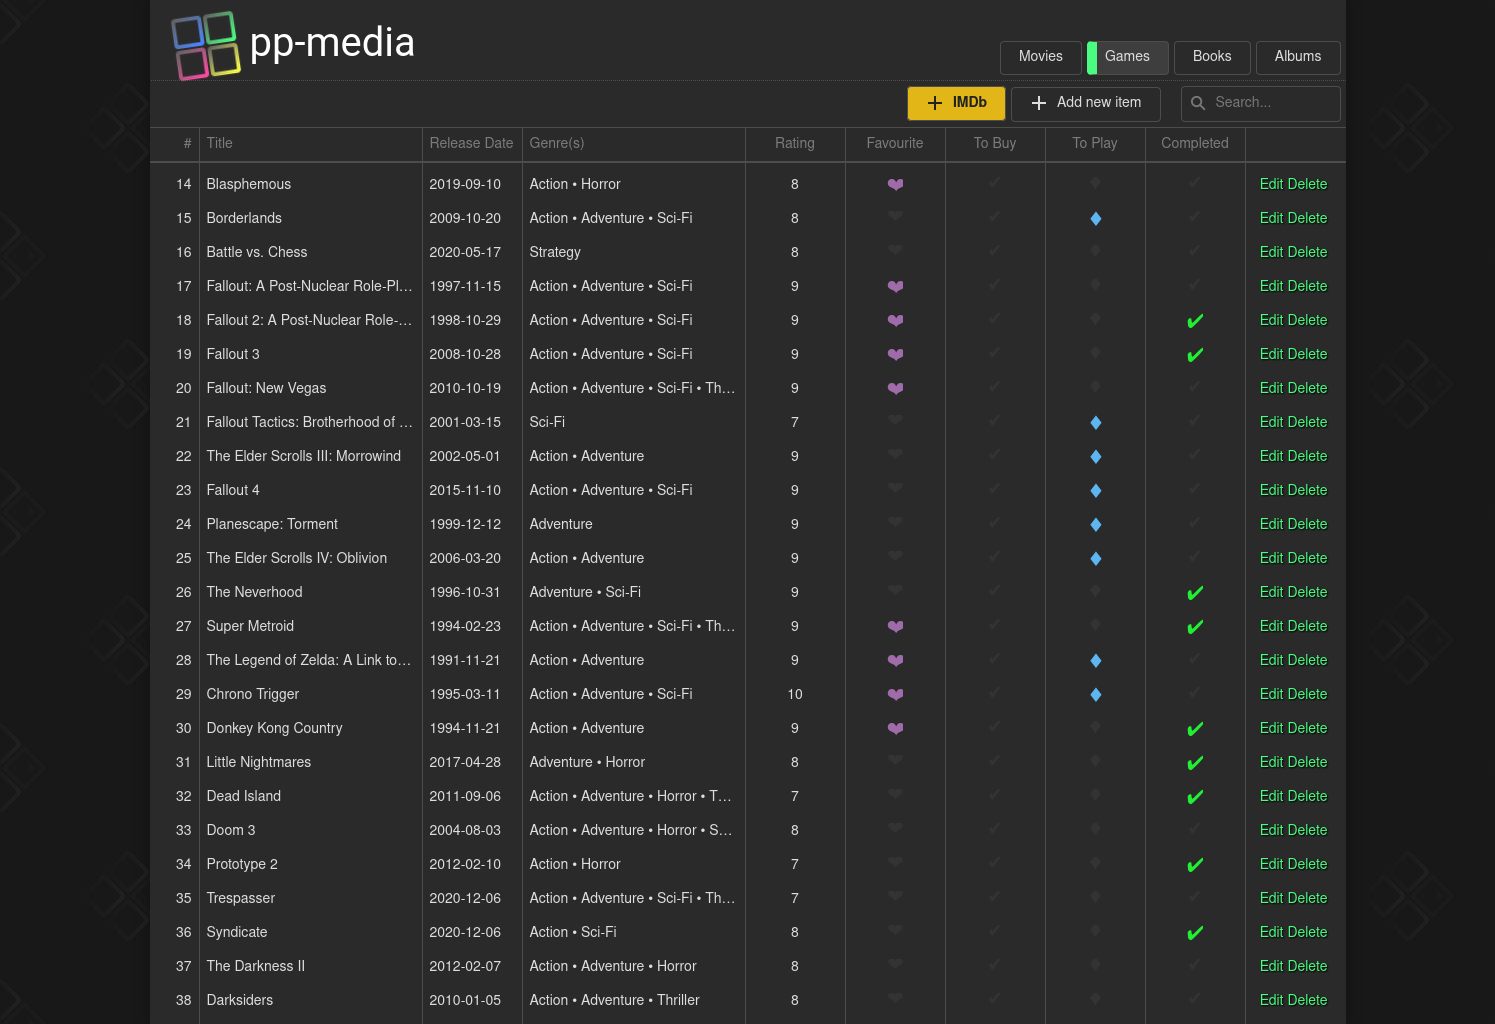 pp-media
Movies Games Books Albums
IMDb Add new item Search...
# Title Release Date Genre(s) Rating Favourite To Buy To Play Completed
14 Blasphemous 2019-09-10 Action • Horror 8 Edit Delete
15 Borderlands 2009-10-20 Action • Adventure • Sci-Fi 8 Edit Delete
16 Battle vs. Chess 2020-05-17 Strategy 8 Edit Delete
17 Fallout: A Post-Nuclear Role-Pl... 1997-11-15 Action • Adventure • Sci-Fi 9 Edit Delete
18 Fallout 2: A Post-Nuclear Role-... 1998-10-29 Action • Adventure • Sci-Fi 9 Edit Delete
19 Fallout 3 2008-10-28 Action • Adventure • Sci-Fi 9 Edit Delete
20 Fallout: New Vegas 2010-10-19 Action • Adventure • Sci-Fi • Th... 9 Edit Delete
21 Fallout Tactics: Brotherhood of ... 2001-03-15 Sci-Fi 7 Edit Delete
22 The Elder Scrolls III: Morrowind 2002-05-01 Action • Adventure 9 Edit Delete
23 Fallout 4 2015-11-10 Action • Adventure • Sci-Fi 9 Edit Delete
24 Planescape: Torment 1999-12-12 Adventure 9 Edit Delete
25 The Elder Scrolls IV: Oblivion 2006-03-20 Action • Adventure 9 Edit Delete
26 The Neverhood 1996-10-31 Adventure • Sci-Fi 9 Edit Delete
27 Super Metroid 1994-02-23 Action • Adventure • Sci-Fi • Th... 9 Edit Delete
28 The Legend of Zelda: A Link to... 1991-11-21 Action • Adventure 9 Edit Delete
29 Chrono Trigger 1995-03-11 Action • Adventure • Sci-Fi 10 Edit Delete
30 Donkey Kong Country 1994-11-21 Action • Adventure 9 Edit Delete
31 Little Nightmares 2017-04-28 Adventure • Horror 8 Edit Delete
32 Dead Island 2011-09-06 Action • Adventure • Horror • T... 7 Edit Delete
33 Doom 3 2004-08-03 Action • Adventure • Horror • S... 8 Edit Delete
34 Prototype 2 2012-02-10 Action • Horror 7 Edit Delete
35 Trespasser 2020-12-06 Action • Adventure • Sci-Fi • Th... 7 Edit Delete
36 Syndicate 2020-12-06 Action • Sci-Fi 8 Edit Delete
37 The Darkness II 2012-02-07 Action • Adventure • Horror 8 Edit Delete
38 Darksiders 2010-01-05 Action • Adventure • Thriller 8 Edit Delete